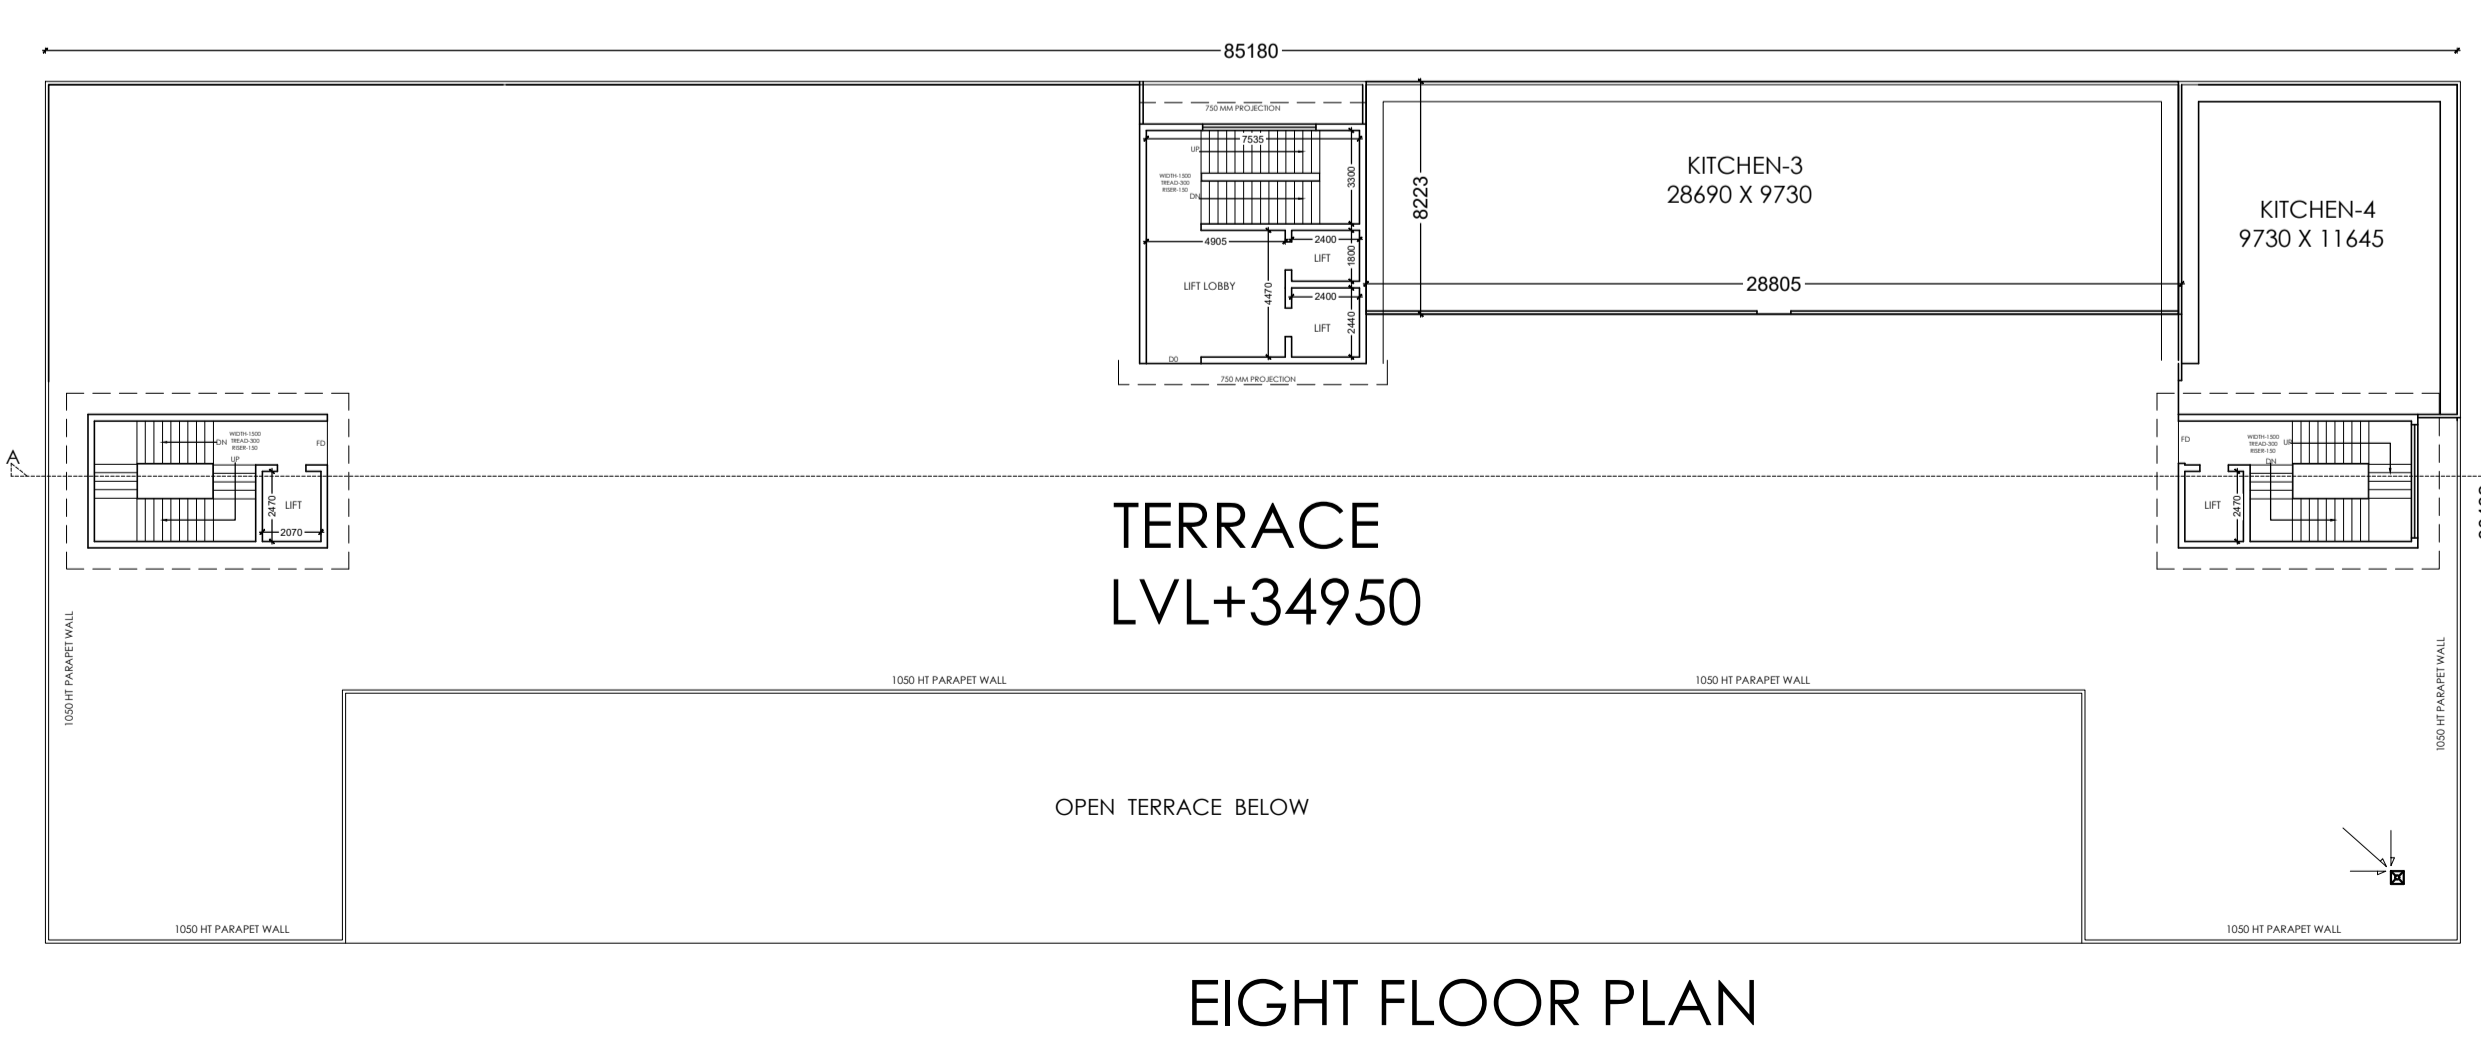 85180
750 MM PROJECTION
7535
UP
WIDTH-1500
TREAD-300
RISER-150
DN
3300
4905
2400
LIFT
1800
LIFT LOBBY
4470
2400
LIFT
2440
D0
750 MM PROJECTION
8223
KITCHEN-3
28690 X 9730
28805
KITCHEN-4
9730 X 11645
A
DN
WIDTH-1500
TREAD-300
RISER-150
UP
FD
2470
LIFT
2070
FD
WIDTH-1500
TREAD-300
RISER-150
UP
DN
LIFT
2470
TERRACE
LVL+34950
1050 HT PARAPET WALL
1050 HT PARAPET WALL
1050 HT PARAPET WALL
1050 HT PARAPET WALL
OPEN TERRACE BELOW
1050 HT PARAPET WALL
1050 HT PARAPET WALL
EIGHT FLOOR PLAN